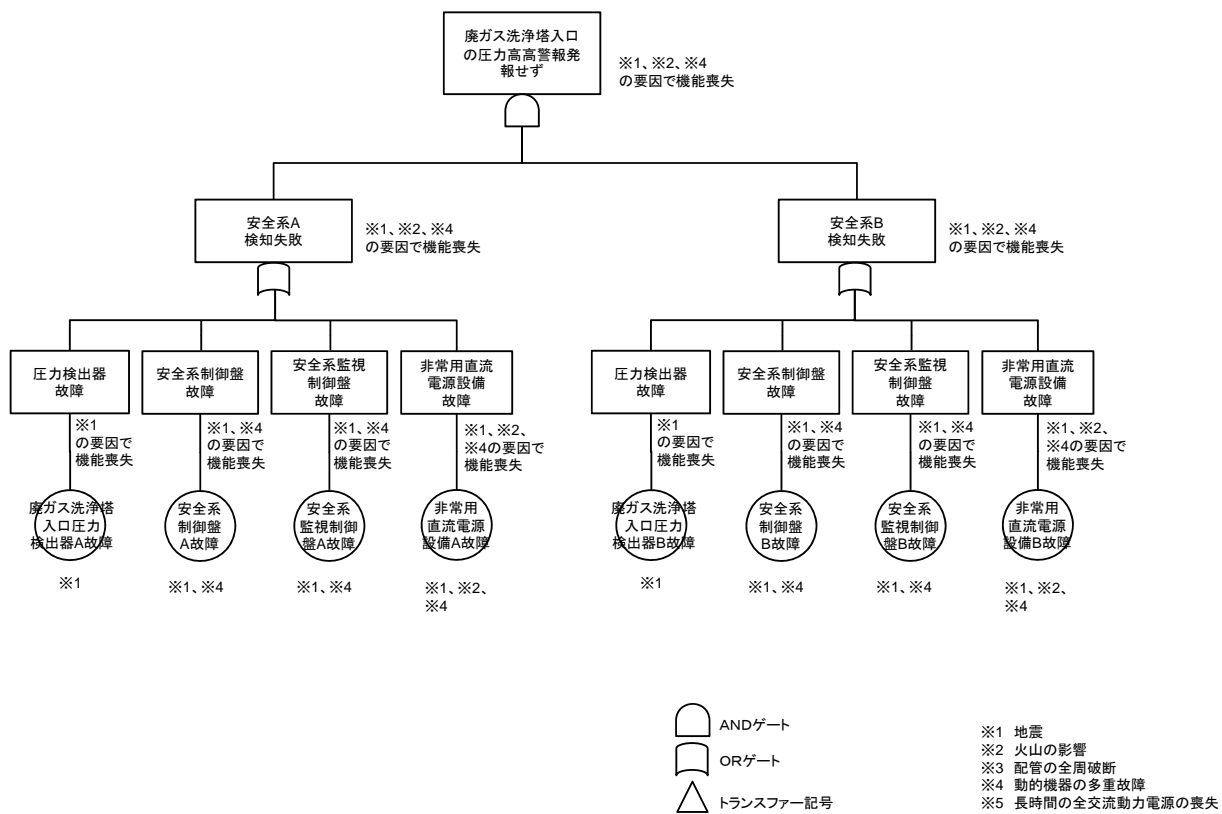 廃ガス洗浄塔入口
の圧力高高警報発
報せず
※1、※2、※4
の要因で機能喪失
安全系A
検知失敗
※1、※2、※4
の要因で機能喪失
安全系B
検知失敗
※1、※2、※4
の要因で機能喪失
圧力検出器
故障
安全系制御盤
故障
安全系監視
制御盤
故障
非常用直流
電源設備
故障
圧力検出器
故障
安全系制御盤
故障
安全系監視
制御盤
故障
非常用直流
電源設備
故障
※1
の要因で
機能喪失
※1、※4
の要因で
機能喪失
※1、※4
の要因で
機能喪失
※1、※2、
※4の要因で
機能喪失
※1
の要因で
機能喪失
※1、※4
の要因で
機能喪失
※1、※4
の要因で
機能喪失
※1、※2、
※4の要因で
機能喪失
廃ガス洗浄塔
入口圧力
検出器A故障
安全系
制御盤
A故障
安全系
監視制御
盤A故障
非常用
直流電源
設備A故障
廃ガス洗浄塔
入口圧力
検出器B故障
安全系
制御盤
B故障
安全系
監視制御
盤B故障
非常用
直流電源
設備B故障
※1
※1、※4
※1、※4
※1、※2、
※4
※1
※1、※4
※1、※4
※1、※2、
※4
ANDゲート
ORゲート
トランスファー記号
※1 地震
※2 火山の影響
※3 配管の全周破断
※4 動的機器の多重故障
※5 長時間の全交流動力電源の喪失